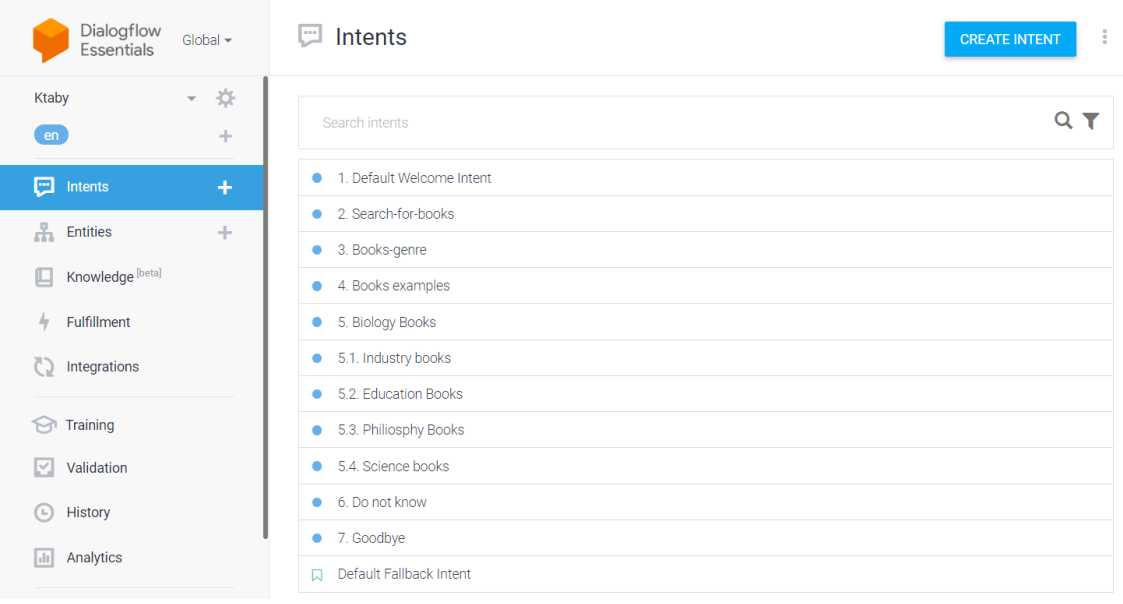 Dialogflow
Essentials
Global
Intents
CREATE INTENT
Ktaby
en
Search intents
Intents
Entities
Knowledge [beta]
Fulfillment
Integrations
Training
Validation
History
Analytics
1. Default Welcome Intent
2. Search-for-books
3. Books-genre
4. Books examples
5. Biology Books
5.1. Industry books
5.2. Education Books
5.3. Philiosphy Books
5.4. Science books
6. Do not know
7. Goodbye
Default Fallback Intent